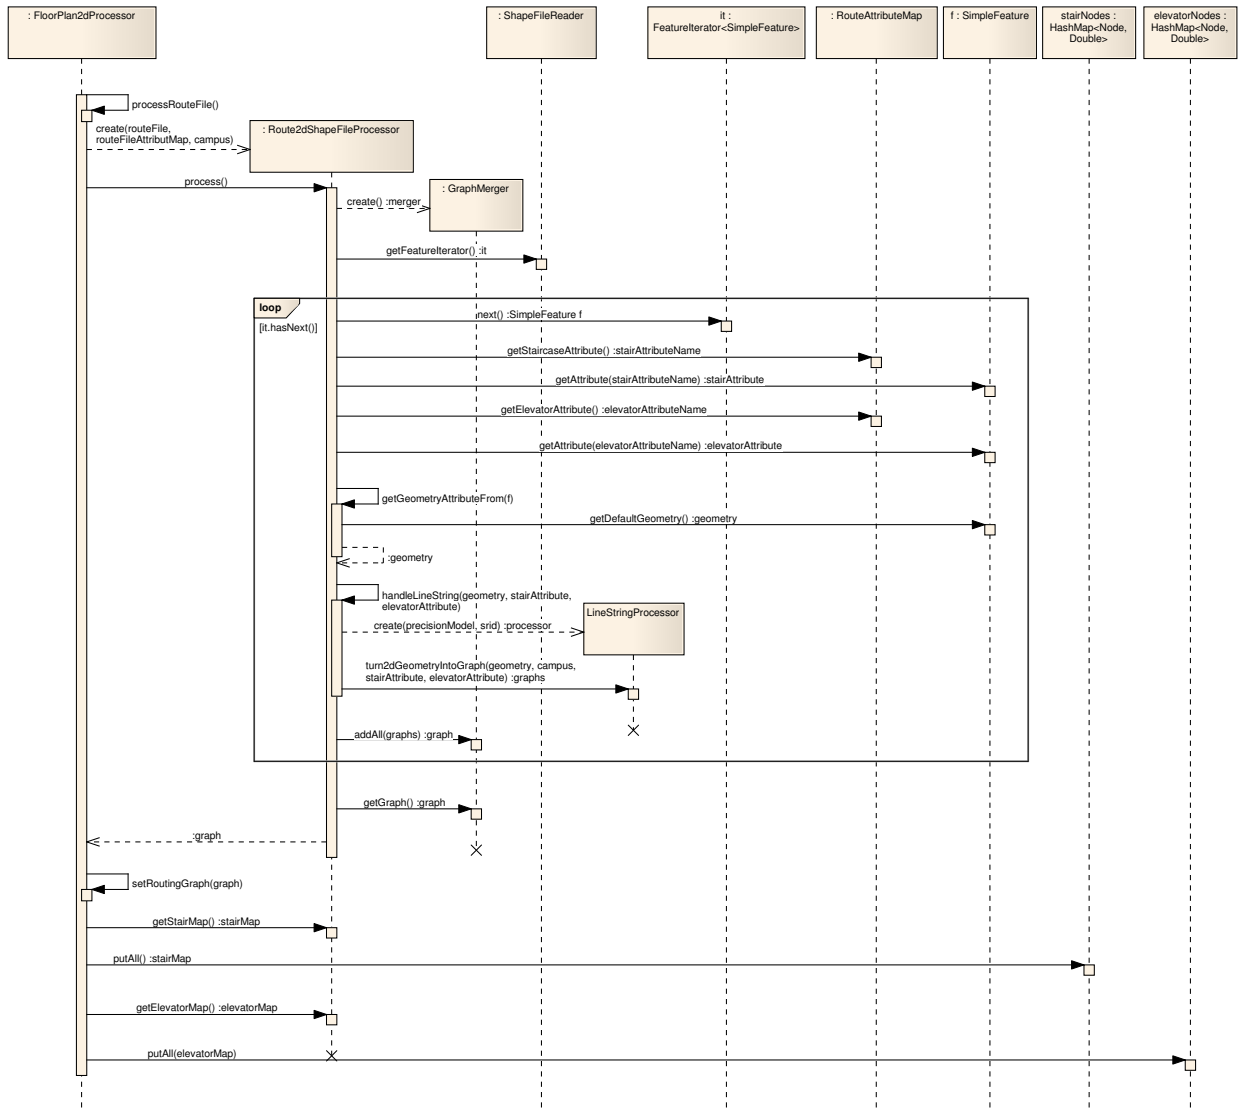 : FloorPlan2dProcessor
: ShapeFileReader
it :
FeatureIterator<SimpleFeature>
: RouteAttributeMap
f : SimpleFeature
stairNodes :
HashMap<Node,
Double>
elevatorNodes :
HashMap<Node,
Double>
processRouteFile()
create(routeFile,
routeFileAttributMap, campus)
: Route2dShapeFileProcessor
process()
: GraphMerger
create() :merger
getFeatureIterator() :it
loop
[it.hasNext()]
next() :SimpleFeature f
getStaircaseAttribute() :stairAttributeName
getAttribute(stairAttributeName) :stairAttribute
getElevatorAttribute() :elevatorAttributeName
getAttribute(elevatorAttributeName) :elevatorAttribute
getGeometryAttributeFrom(f)
getDefaultGeometry() :geometry
:geometry
handleLineString(geometry, stairAttribute,
elevatorAttribute)
LineStringProcessor
create(precisionModel, srid) :processor
turn2dGeometryIntoGraph(geometry, campus,
stairAttribute, elevatorAttribute) :graphs
addAll(graphs) :graph
getGraph() :graph
:graph
setRoutingGraph(graph)
getStairMap() :stairMap
putAll() :stairMap
getElevatorMap() :elevatorMap
putAll(elevatorMap)